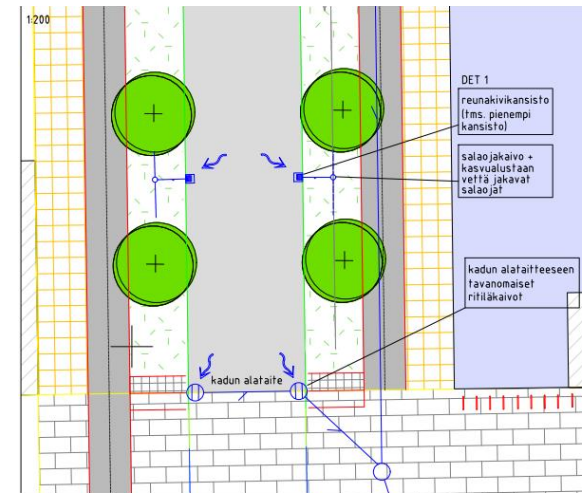 1:200
DET 1
reunakivikansisto
(tms. pienempi
kansisto)
salaojakaivo +
kasvualustaan
vettä jakavat
salaojat
kadun alataitteeseen
tavanomaiset
ritiläkaivot
kadun alataite